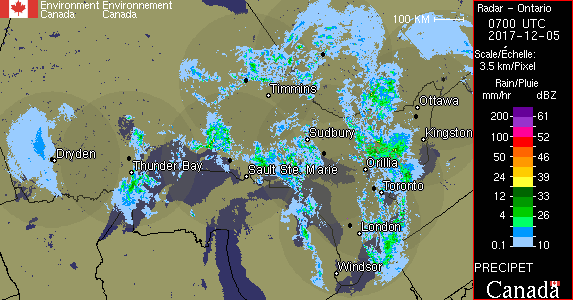 Environment Environnement
Canada Canada
100 KM
Timmins
Ottawa
Sudbury
Kingston
Dryden
Thunder Bay
Sault Ste. Marie
Orillia
Toronto
London
Windsor
Radar - Ontario
0700 UTC
2017-12-05
Scale/Échelle:
3.5 km/Pixel
Rain/Pluie
mm/hr dBZ
200 61
100 56
100 52
50 46
24 39
12 33
4 26
0.1 10
PRECIPET
Canada